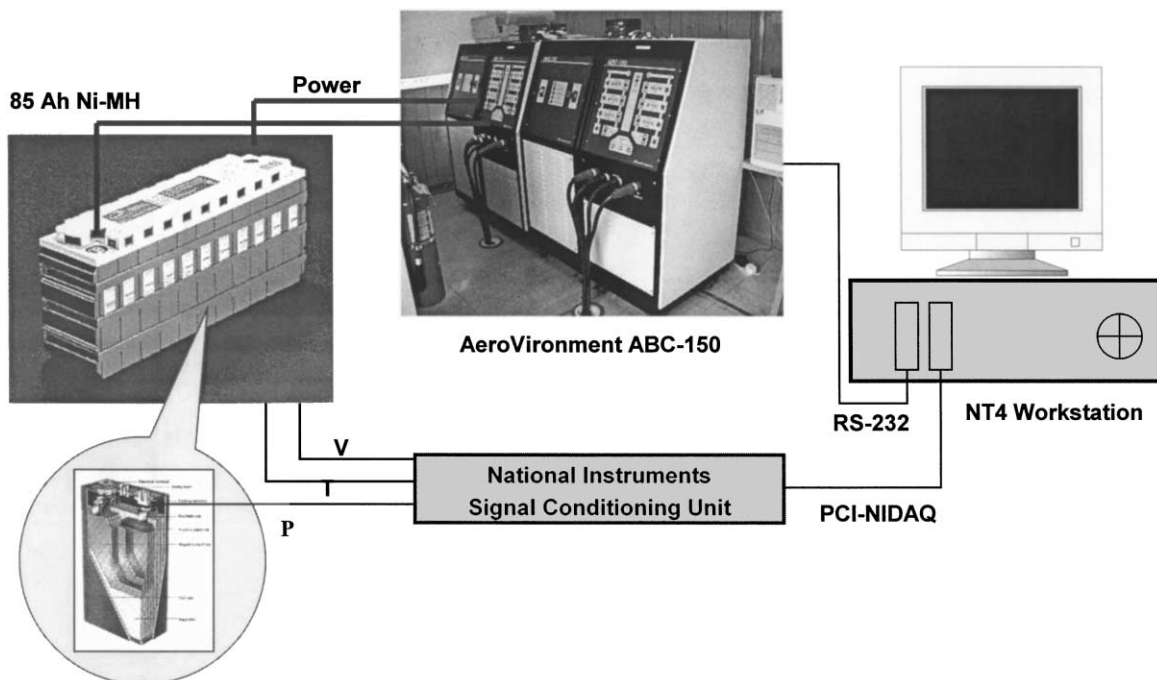 85 Ah Ni-MH
Power
AeroVironment ABC-150
RS-232
NT4 Workstation
V
T
P
National Instruments
Signal Conditioning Unit
PCI-NIDAQ